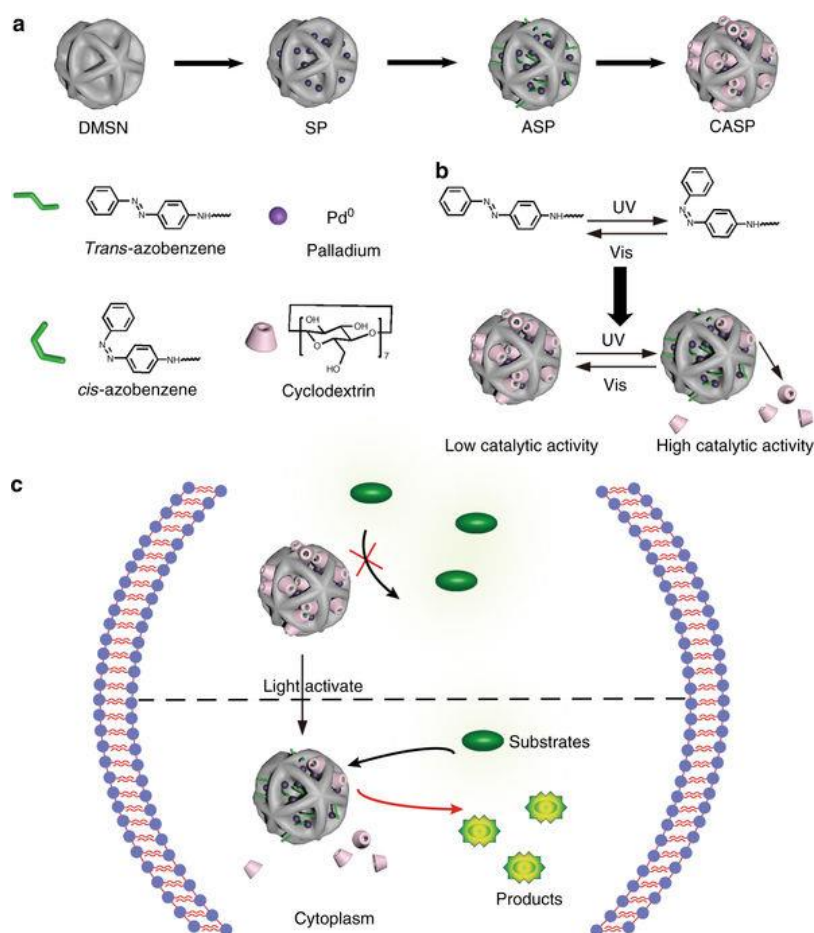 a
DMSN
SP
ASP
CASP
N
N
NH
Trans-azobenzene
Pd0
Palladium
N
N
NH
cis-azobenzene
OH
O
OH
O
HO
7
Cyclodextrin
b
N
N
NH
UV
Vis
N
N
NH
UV
Vis
Low catalytic activity
High catalytic activity
c
Light activate
Substrates
Products
Cytoplasm